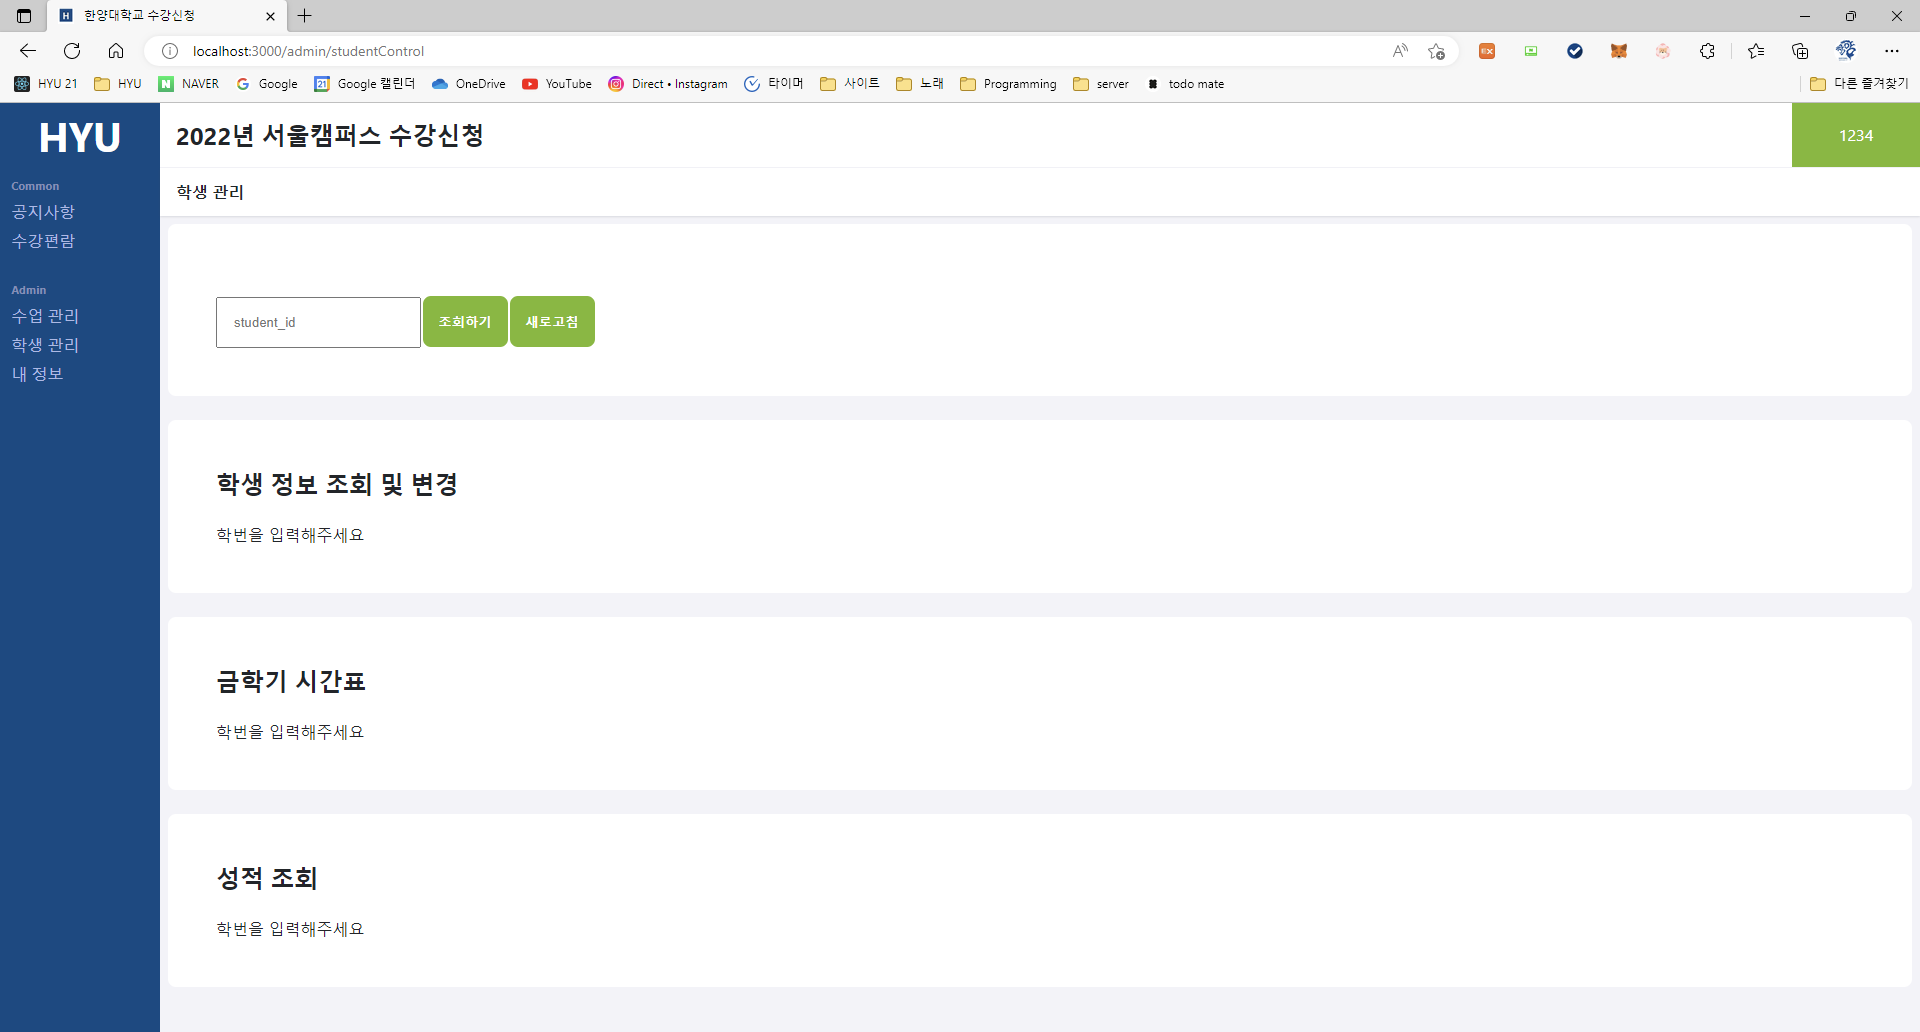 한양대학교 수강신청
localhost:3000/admin/studentControl
HYU 21 HYU NAVER Google Google 캘린더 OneDrive YouTube Direct • Instagram 타이머 사이트 노래 Programming server todo mate 다른 즐겨찾기
HYU
2022년 서울캠퍼스 수강신청
1234
학생 관리
Common
공지사항
수강편람
Admin
수업 관리
학생 관리
내 정보
student_id 조회하기 새로고침
학생 정보 조회 및 변경
학번을 입력해주세요
금학기 시간표
학번을 입력해주세요
성적 조회
학번을 입력해주세요